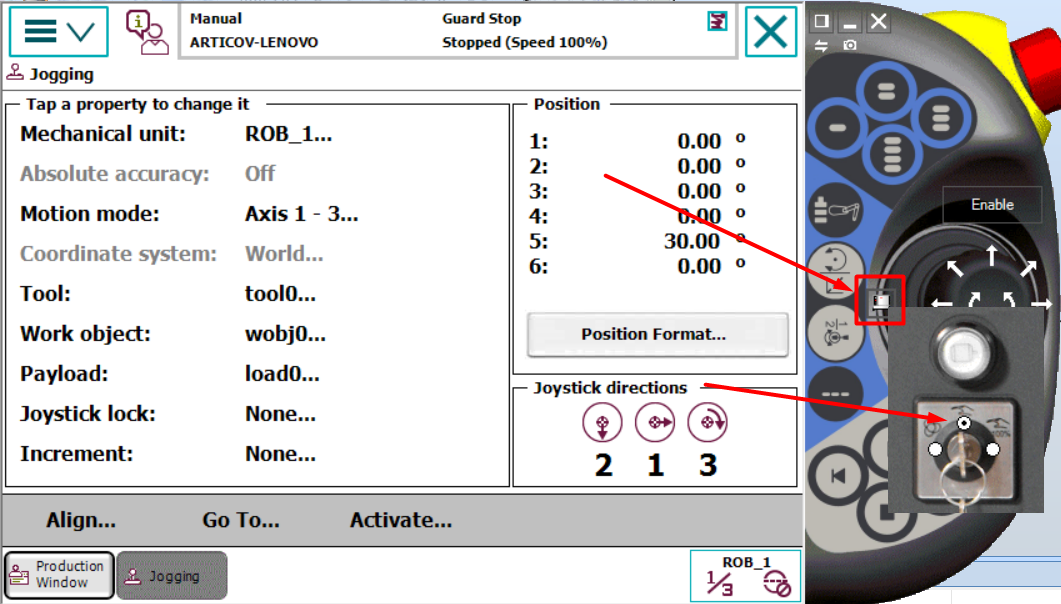 Manual
ARTICOV-LENOVO
Guard Stop
Stopped (Speed 100%)
Jogging
Tap a property to change it
Mechanical unit: ROB_1...
Absolute accuracy: Off
Motion mode: Axis 1 - 3...
Coordinate system: World...
Tool: tool0...
Work object: wobj0...
Payload: load0...
Joystick lock: None...
Increment: None...
Position
1: 0.00 °
2: 0.00 °
3: 0.00 °
4: 0.00 °
5: 30.00 °
6: 0.00 °
Position Format...
Joystick directions
2 1 3
Align... Go To... Activate...
Production
Window
Jogging
ROB_1
1/3
Enable